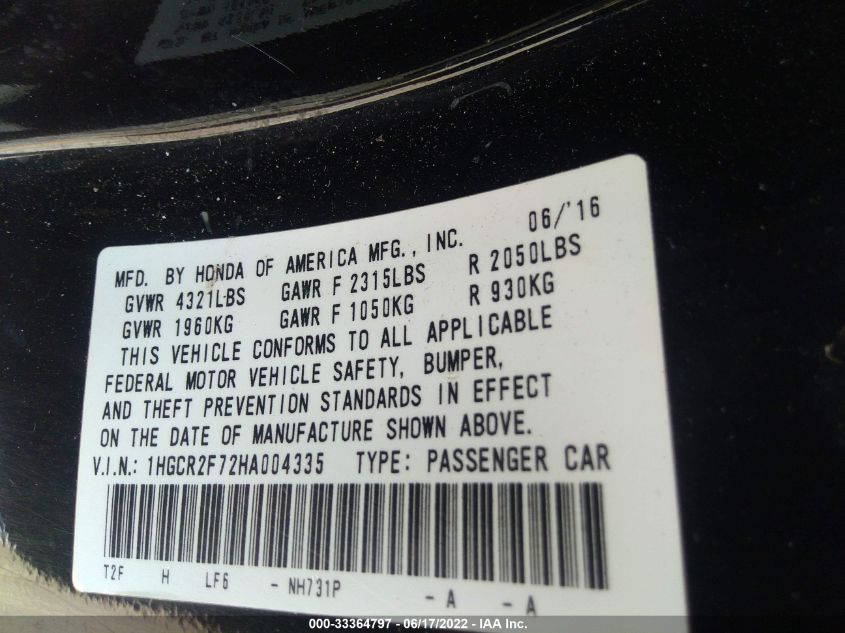 06/'16
MFD. BY HONDA OF AMERICA MFG., INC.
GVWR 4321LBS GAWR F 2315LBS R 2050LBS
GVWR 1960KG GAWR F 1050KG R 930KG
THIS VEHICLE CONFORMS TO ALL APPLICABLE
FEDERAL MOTOR VEHICLE SAFETY, BUMPER,
AND THEFT PREVENTION STANDARDS IN EFFECT
ON THE DATE OF MANUFACTURE SHOWN ABOVE.
V.I.N.: 1HGCR2F72HA004335 TYPE: PASSENGER CAR
T2F H LF6 - NH731P - A - A
000-33364797 - 06/17/2022 - IAA Inc.